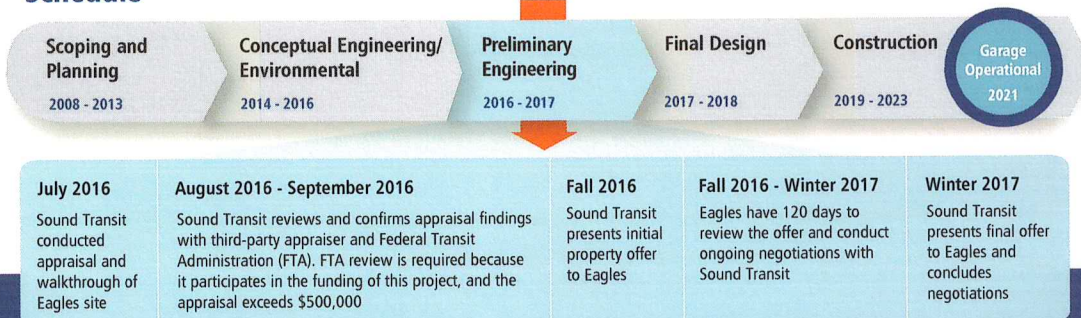 Schedule
Scoping and
Planning
2008 - 2013
Conceptual Engineering/
Environmental
2014 - 2016
Preliminary
Engineering
2016 - 2017
Final Design
2017 - 2018
Construction
2019 - 2023
Garage
Operational
2021
July 2016
Sound Transit
conducted
appraisal and
walkthrough of
Eagles site
August 2016 - September 2016
Sound Transit reviews and confirms appraisal findings
with third-party appraiser and Federal Transit
Administration (FTA). FTA review is required because
it participates in the funding of this project, and the
appraisal exceeds $500,000
Fall 2016
Sound Transit
presents initial
property offer
to Eagles
Fall 2016 - Winter 2017
Eagles have 120 days to
review the offer and conduct
ongoing negotiations with
Sound Transit
Winter 2017
Sound Transit
presents final offer
to Eagles and
concludes
negotiations